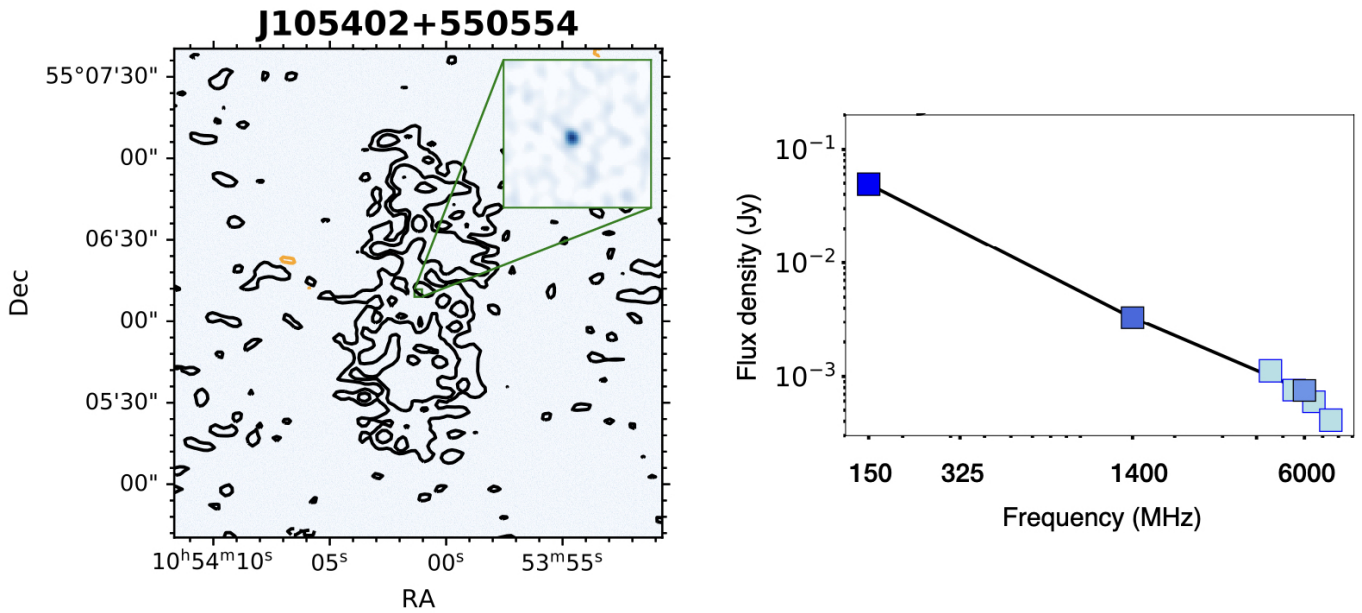 J105402+550554
55°07'30"
00"
06'30"
00"
05'30"
00"
Dec
10ʰ54ᵐ10ˢ 05ˢ 00ˢ 53ᵐ55ˢ
RA
10⁻¹
10⁻²
10⁻³
Flux density (Jy)
150 325 1400 6000
Frequency (MHz)